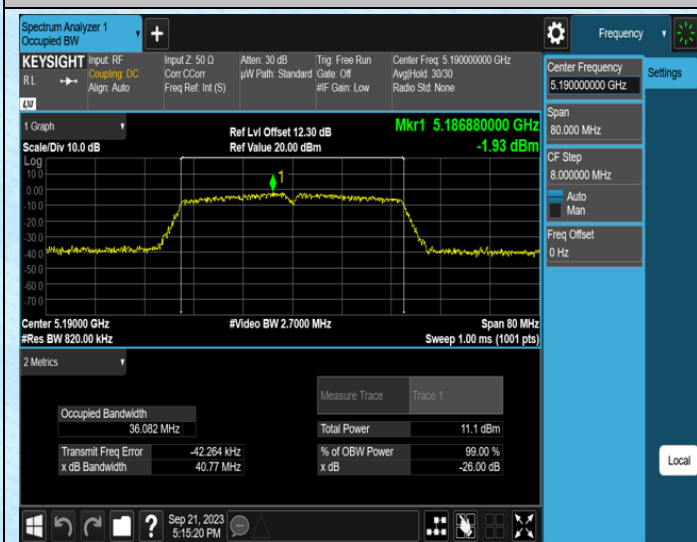 Spectrum Analyzer 1
Occupied BW
Frequency
KEYSIGHT Input: RF Input Z: 50 Ω Atten: 30 dB Trig: Free Run Center Freq: 5.190000000 GHz
RL Coupling: DC Corr CCorr µW Path: Standard Gate: Off Avg|Hold: 30/30
Align: Auto Freq Ref: Int (S) #IF Gain: Low Radio Std: None
LXI
1 Graph
Ref Lvl Offset 12.30 dB
Mkr1 5.186880000 GHz
Scale/Div 10.0 dB
Ref Value 20.00 dBm
-1.93 dBm
Log
10.0
0.00
-10.0
-20.0
-30.0
-40.0
-50.0
-60.0
-70.0
1
Center 5.19000 GHz #Video BW 2.7000 MHz Span 80 MHz
#Res BW 820.00 kHz Sweep 1.00 ms (1001 pts)
2 Metrics
Measure Trace Trace 1
Occupied Bandwidth
36.082 MHz
Total Power 11.1 dBm
Transmit Freq Error -42.264 kHz % of OBW Power 99.00 %
x dB Bandwidth 40.77 MHz x dB -26.00 dB
Center Frequency
5.190000000 GHz
Settings
Span
80.000 MHz
CF Step
8.000000 MHz
Auto
Man
Freq Offset
0 Hz
Local
?
Sep 21, 2023
5:15:20 PM